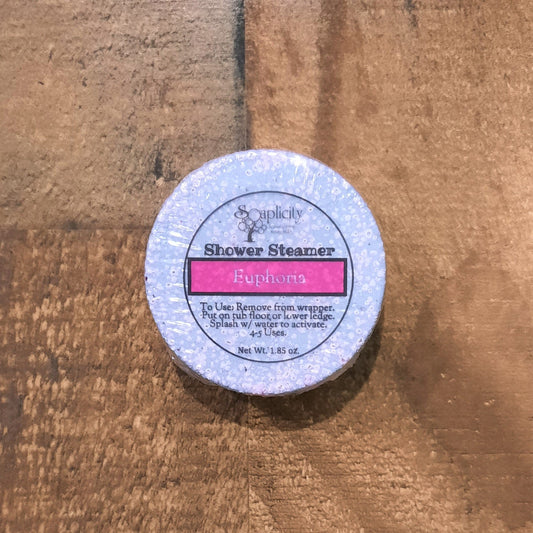 Soaplicity
Shower Steamer
Euphoria
To Use: Remove from wrapper.
Put on tub floor or lower ledge.
Splash w/ water to activate.
4-5 Uses.
Net Wt. 1.85 oz.